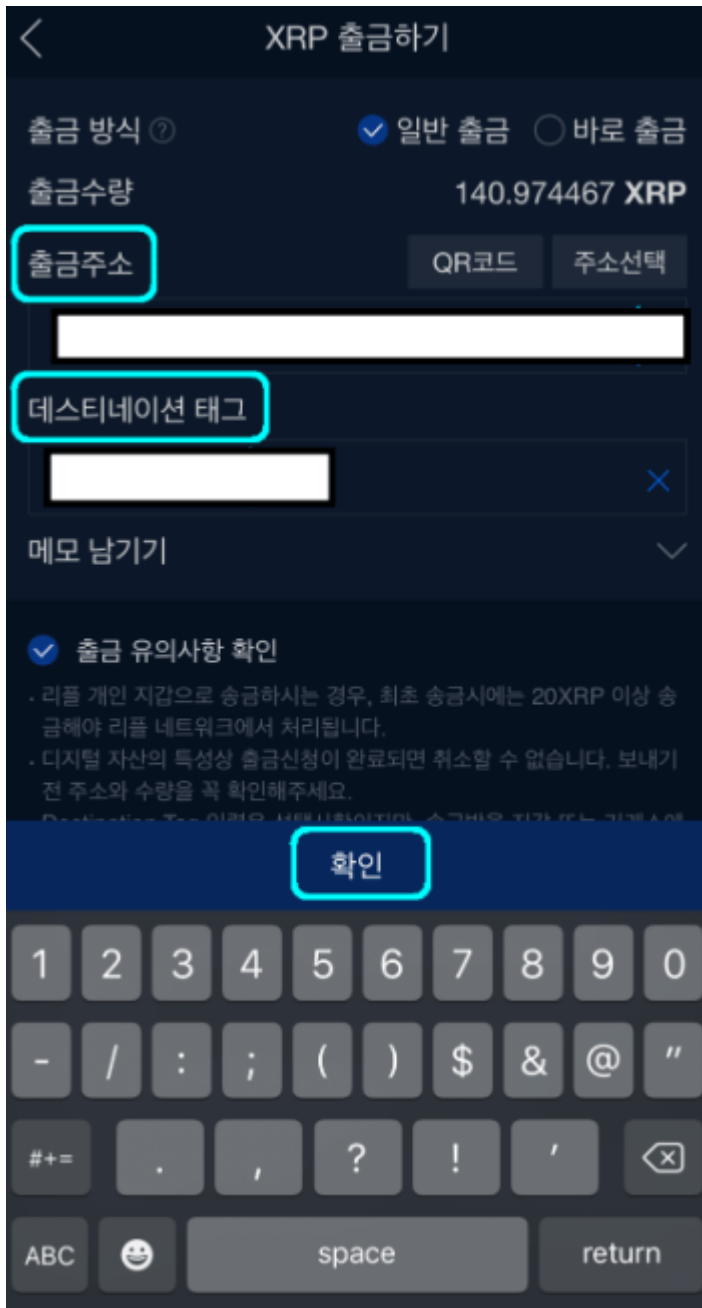 XRP 출금하기
출금 방식 ?
일반 출금 바로 출금
출금수량 140.974467 XRP
출금주소 QR코드 주소선택
데스티네이션 태그
메모 남기기
출금 유의사항 확인
. 리플 개인 지갑으로 송금하시는 경우, 최초 송금시에는 20XRP 이상 송
금해야 리플 네트워크에서 처리됩니다.
. 디지털 자산의 특성상 출금신청이 완료되면 취소할 수 없습니다. 보내기
전 주소와 수량을 꼭 확인해주세요.
확인
1 2 3 4 5 6 7 8 9 0
- / : ; ( ) $ & @ "
#+= . , ? ! '
ABC space return